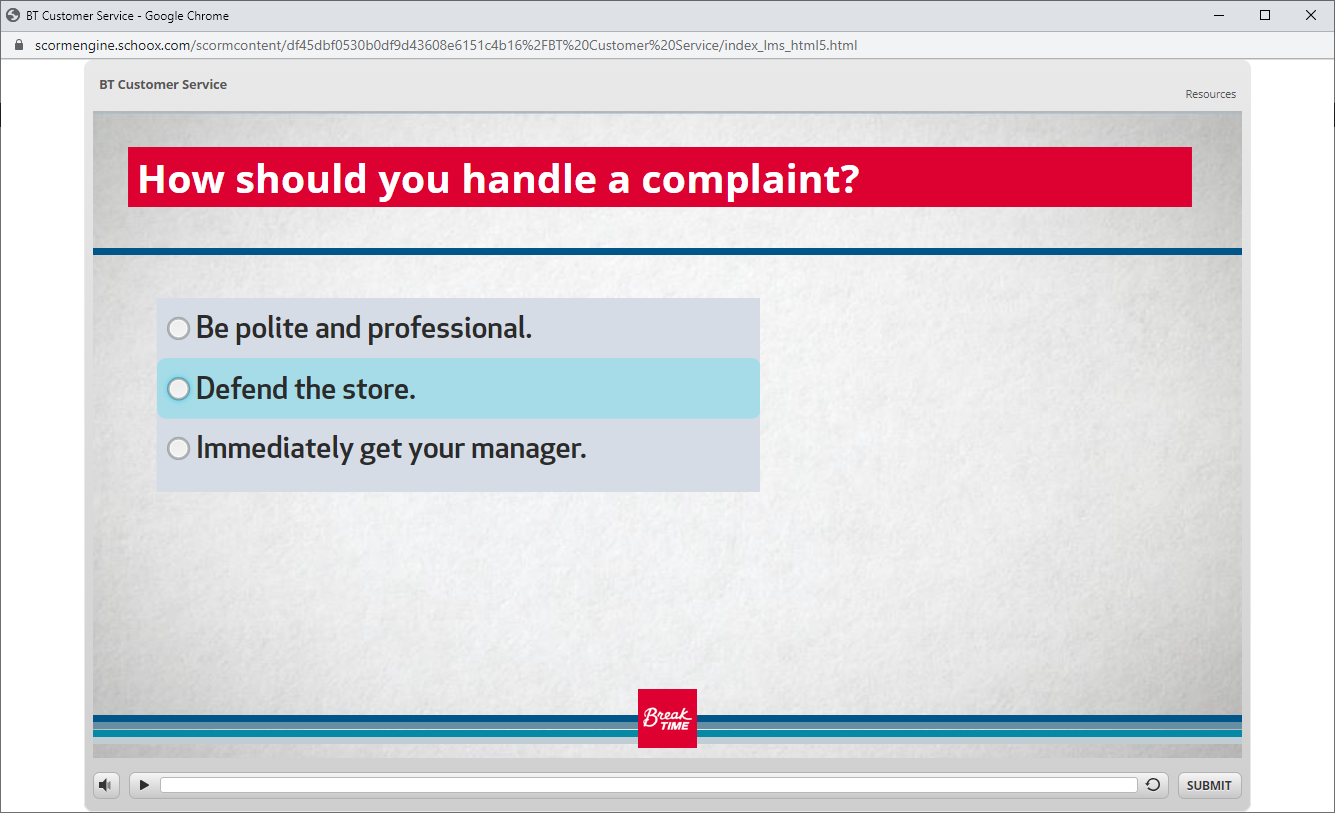 BT Customer Service - Google Chrome
scormengine.schoox.com/scormcontent/df45dbf0530b0df9d43608e6151c4b16%2FBT%20Customer%20Service/index_lms_html5.html
BT Customer Service
Resources
How should you handle a complaint?
Be polite and professional.
Defend the store.
Immediately get your manager.
Break
TIME
SUBMIT